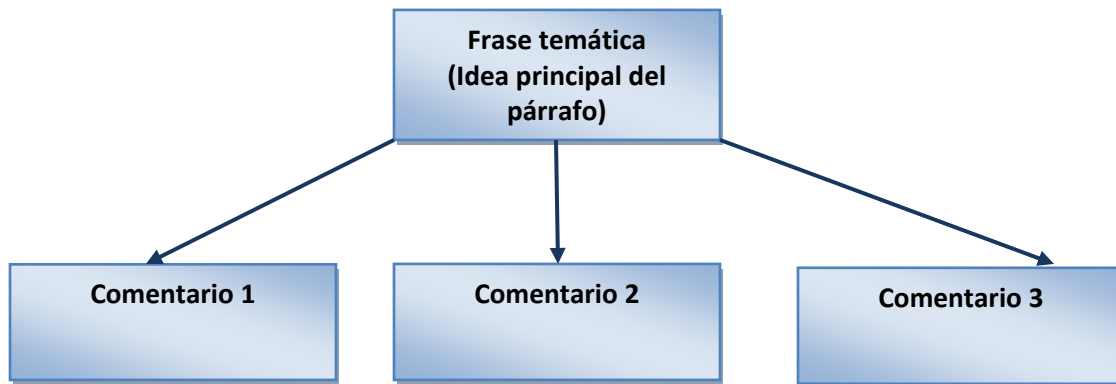 Frase temática
(Idea principal del
párrafo)
Comentario 1
Comentario 2
Comentario 3